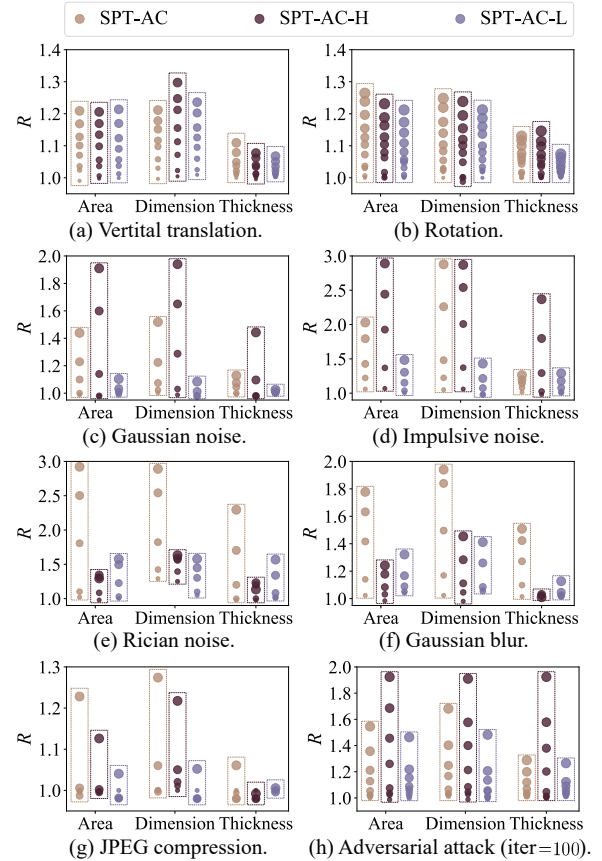 SPT-AC SPT-AC-H SPT-AC-L
1.4
1.3
1.2
1.1
1.0
R
Area Dimension Thickness
(a) Vertital translation.
1.4
1.3
1.2
1.1
1.0
R
Area Dimension Thickness
(b) Rotation.
2.0
1.8
1.6
1.4
1.2
1.0
R
Area Dimension Thickness
(c) Gaussian noise.
3.0
2.5
2.0
1.5
1.0
R
Area Dimension Thickness
(d) Impulsive noise.
3.0
2.5
2.0
1.5
1.0
R
Area Dimension Thickness
(e) Rician noise.
2.0
1.8
1.6
1.4
1.2
1.0
R
Area Dimension Thickness
(f) Gaussian blur.
1.3
1.2
1.1
1.0
R
Area Dimension Thickness
(g) JPEG compression.
2.0
1.8
1.6
1.4
1.2
1.0
R
Area Dimension Thickness
(h) Adversarial attack (iter=100).